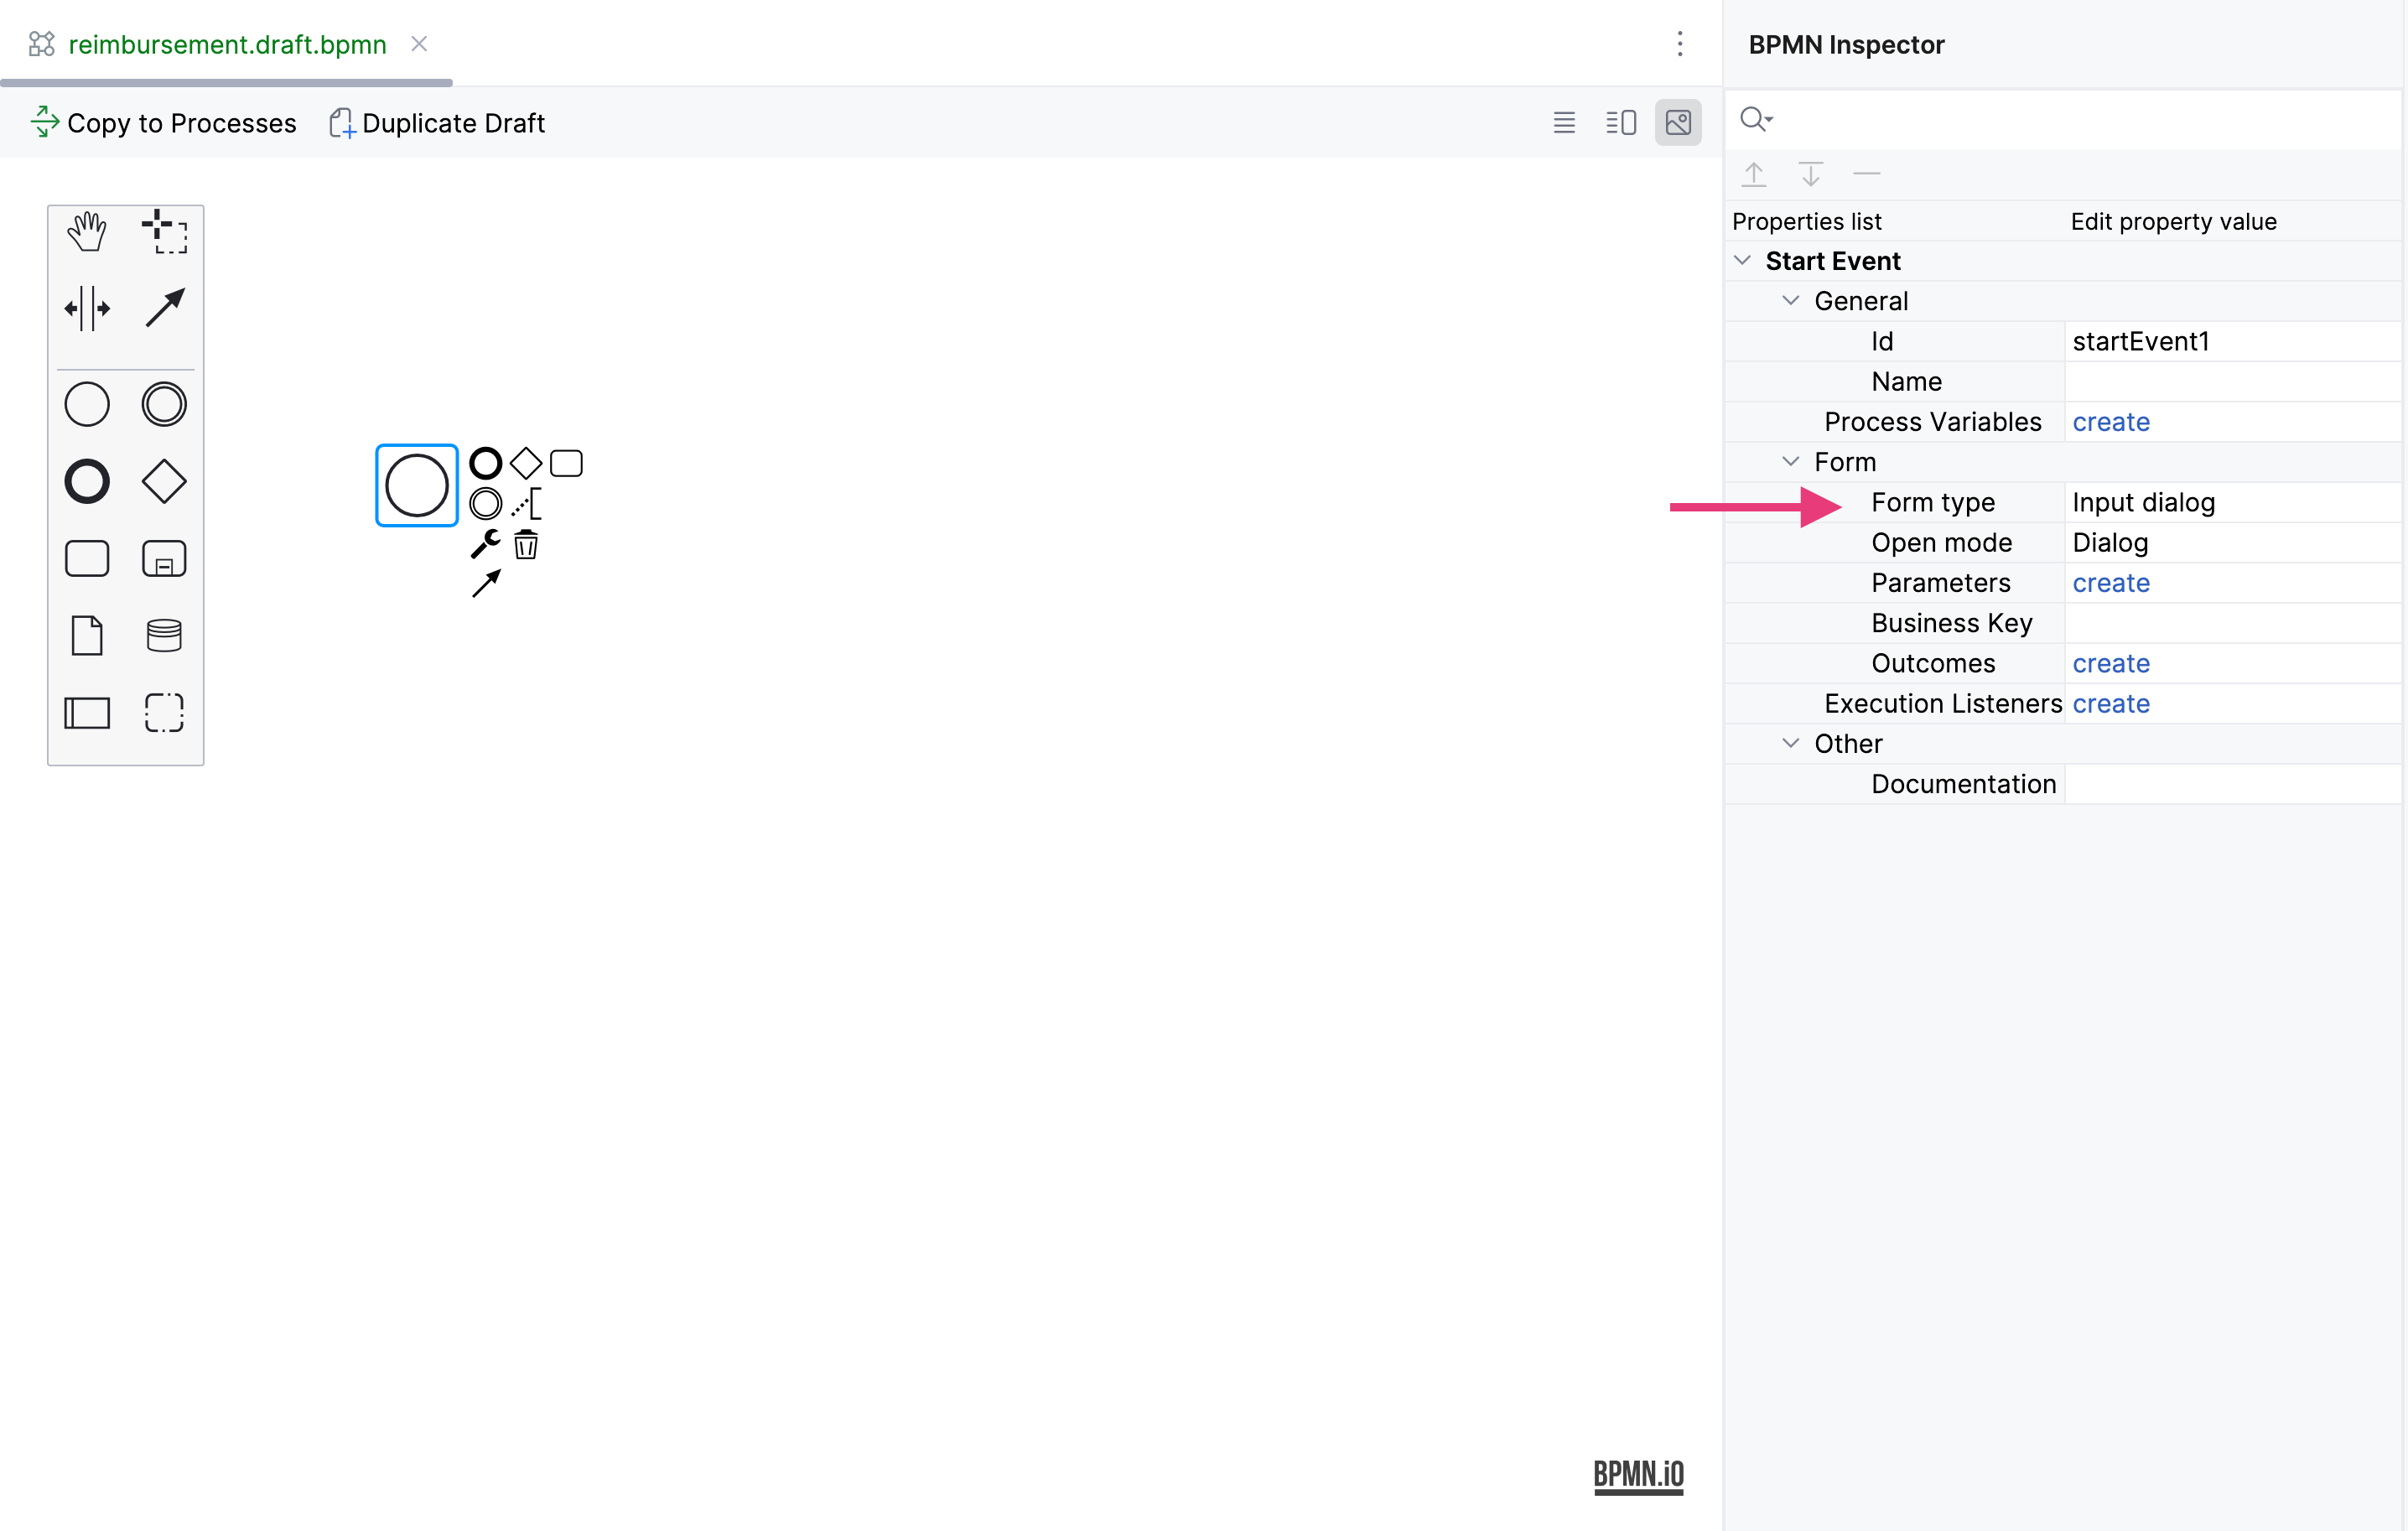 reimbursement.draft.bpmn
BPMN Inspector
Copy to Processes Duplicate Draft
Properties list Edit property value
Start Event
General
Id startEvent1
Name
Process Variables create
Form
Form type Input dialog
Open mode Dialog
Parameters create
Business Key
Outcomes create
Execution Listeners create
Other
Documentation
BPMN.iO